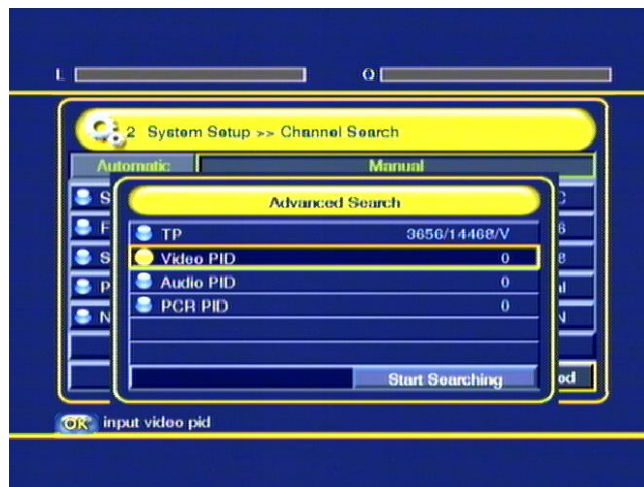 L Q
2 System Setup >> Channel Search
Automatic Manual
Advanced Search
TP 3656/14468/V
Video PID 0
Audio PID 0
PCR PID 0
Start Searching
OK input video pid